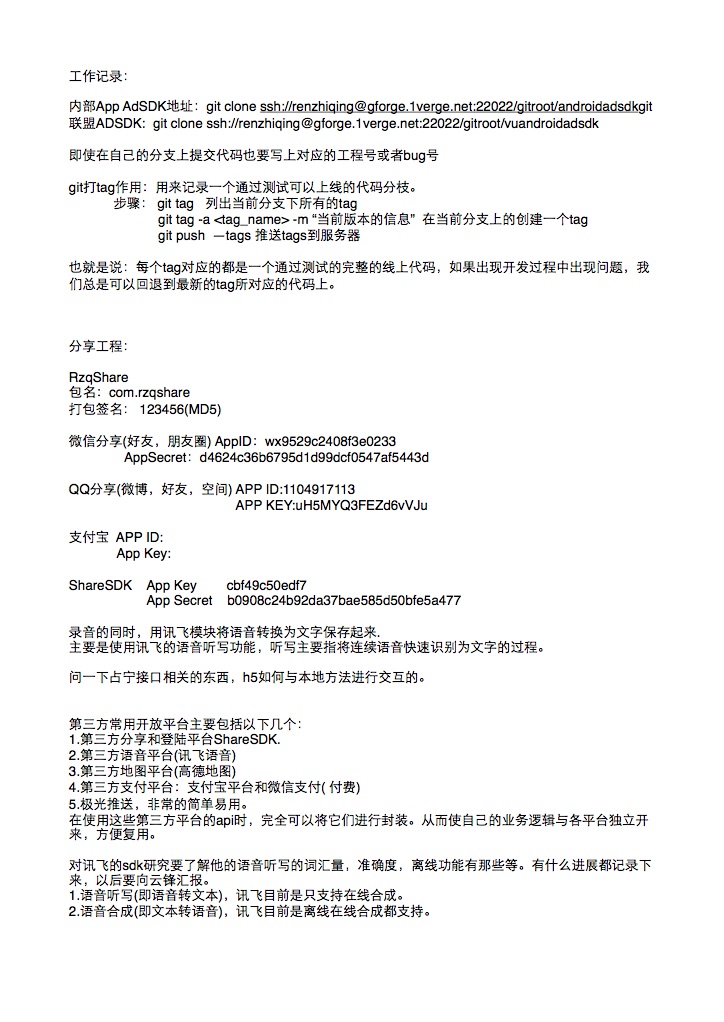 工作记录：
内部App AdSDK地址：git clone ssh://renzhiqing@gforge.1verge.net:22022/gitroot/androidadsdkgit
联盟ADSDK:  git clone ssh://renzhiqing@gforge.1verge.net:22022/gitroot/vuandroidadsdk
即使在自己的分支上提交代码也要写上对应的工程号或者bug号
git打tag作用：用来记录一个通过测试可以上线的代码分枝。
步骤： git tag   列出当前分支下所有的tag
git tag -a <tag_name> -m “当前版本的信息”  在当前分支上的创建一个tag
git push  —tags 推送tags到服务器
也就是说：每个tag对应的都是一个通过测试的完整的线上代码，如果出现开发过程中出现问题，我
们总是可以回退到最新的tag所对应的代码上。
分享工程：
RzqShare
包名：com.rzqshare
打包签名： 123456(MD5)
微信分享(好友，朋友圈) AppID：wx9529c2408f3e0233
AppSecret：d4624c36b6795d1d99dcf0547af5443d
QQ分享(微博，好友，空间) APP ID:1104917113
APP KEY:uH5MYQ3FEZd6vVJu
支付宝  APP ID:
App Key:
ShareSDK    App Key        cbf49c50edf7
App Secret    b0908c24b92da37bae585d50bfe5a477
录音的同时，用讯飞模块将语音转换为文字保存起来.
主要是使用讯飞的语音听写功能，听写主要指将连续语音快速识别为文字的过程。
问一下占宁接口相关的东西，h5如何与本地方法进行交互的。
第三方常用开放平台主要包括以下几个：
1.第三方分享和登陆平台ShareSDK.
2.第三方语音平台(讯飞语音)
3.第三方地图平台(高德地图)
4.第三方支付平台：支付宝平台和微信支付( 付费)
5.极光推送，非常的简单易用。
在使用这些第三方平台的api时，完全可以将它们进行封装。从而使自己的业务逻辑与各平台独立开
来，方便复用。
对讯飞的sdk研究要了解他的语音听写的词汇量，准确度，离线功能有那些等。有什么进展都记录下
来，以后要向云锋汇报。
1.语音听写(即语音转文本)，讯飞目前是只支持在线合成。
2.语音合成(即文本转语音)，讯飞目前是离线在线合成都支持。